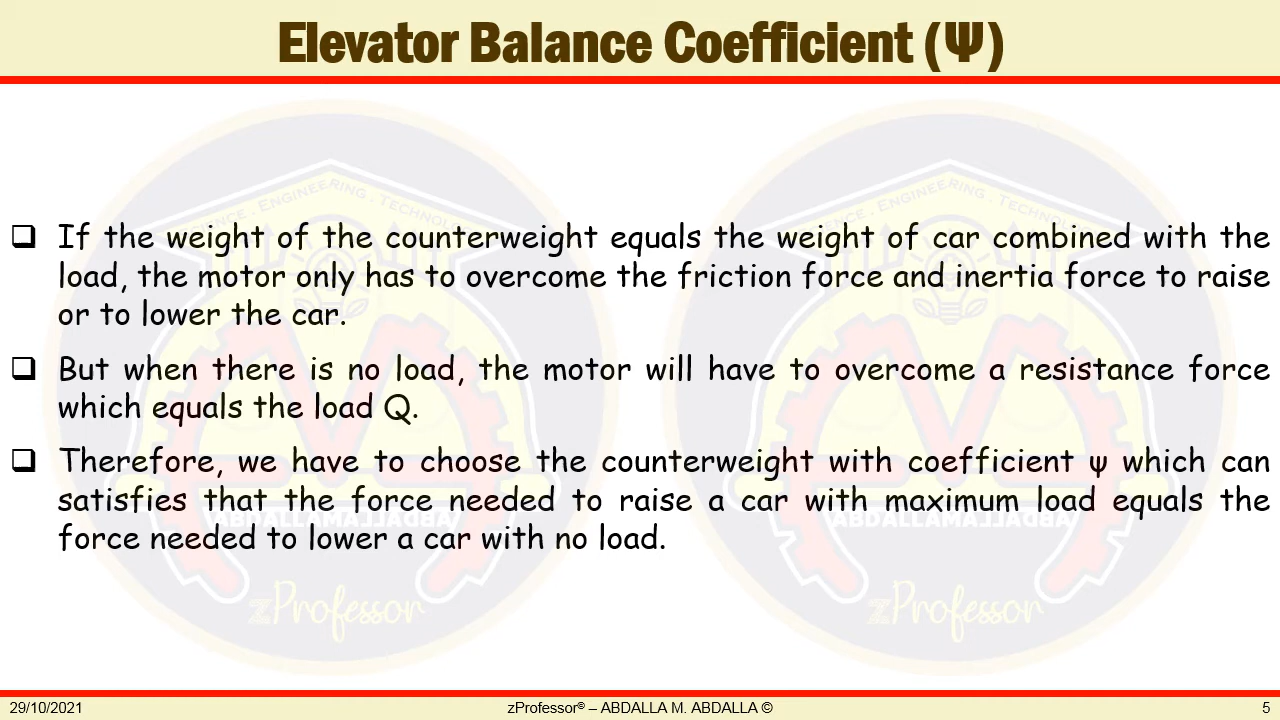 Elevator Balance Coefficient (Ψ)
❑ If the weight of the counterweight equals the weight of car combined with the
load, the motor only has to overcome the friction force and inertia force to raise
or to lower the car.
❑ But when there is no load, the motor will have to overcome a resistance force
which equals the load Q.
❑ Therefore, we have to choose the counterweight with coefficient ψ which can
satisfies that the force needed to raise a car with maximum load equals the
force needed to lower a car with no load.
zProfessor
zProfessor
29/10/2021
zProfessor® – ABDALLA M. ABDALLA ©
5